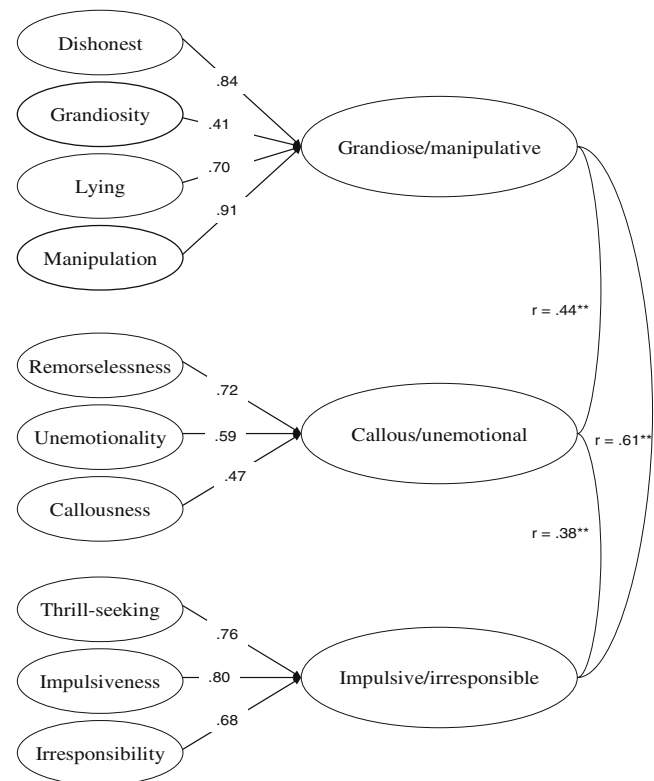 Dishonest
.84
Grandiosity
.41
Grandiose/manipulative
Lying
.70
.91
Manipulation
r = .44**
Remorselessness
.72
Unemotionality
.59
Callous/unemotional
r = .61**
.47
Callousness
r = .38**
Thrill-seeking
.76
Impulsiveness
.80
Impulsive/irresponsible
.68
Irresponsibility